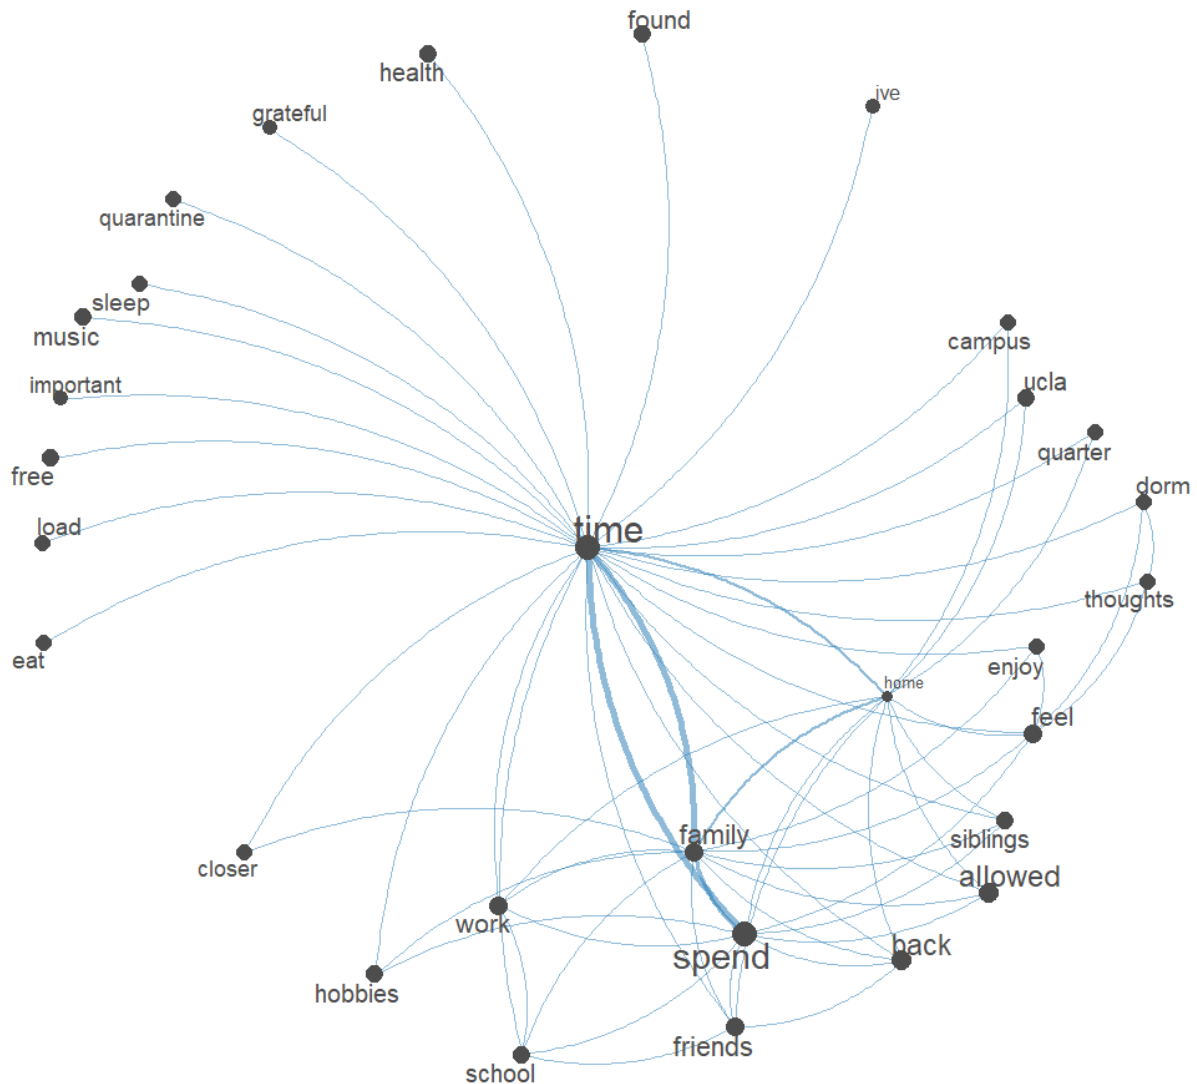 found
health
ive
grateful
quarantine
sleep
music
campus
important
ucla
quarter
free
dorm
load
time
thoughts
eat
enjoy
home
feel
family
siblings
closer
allowed
work
back
spend
hobbies
friends
school